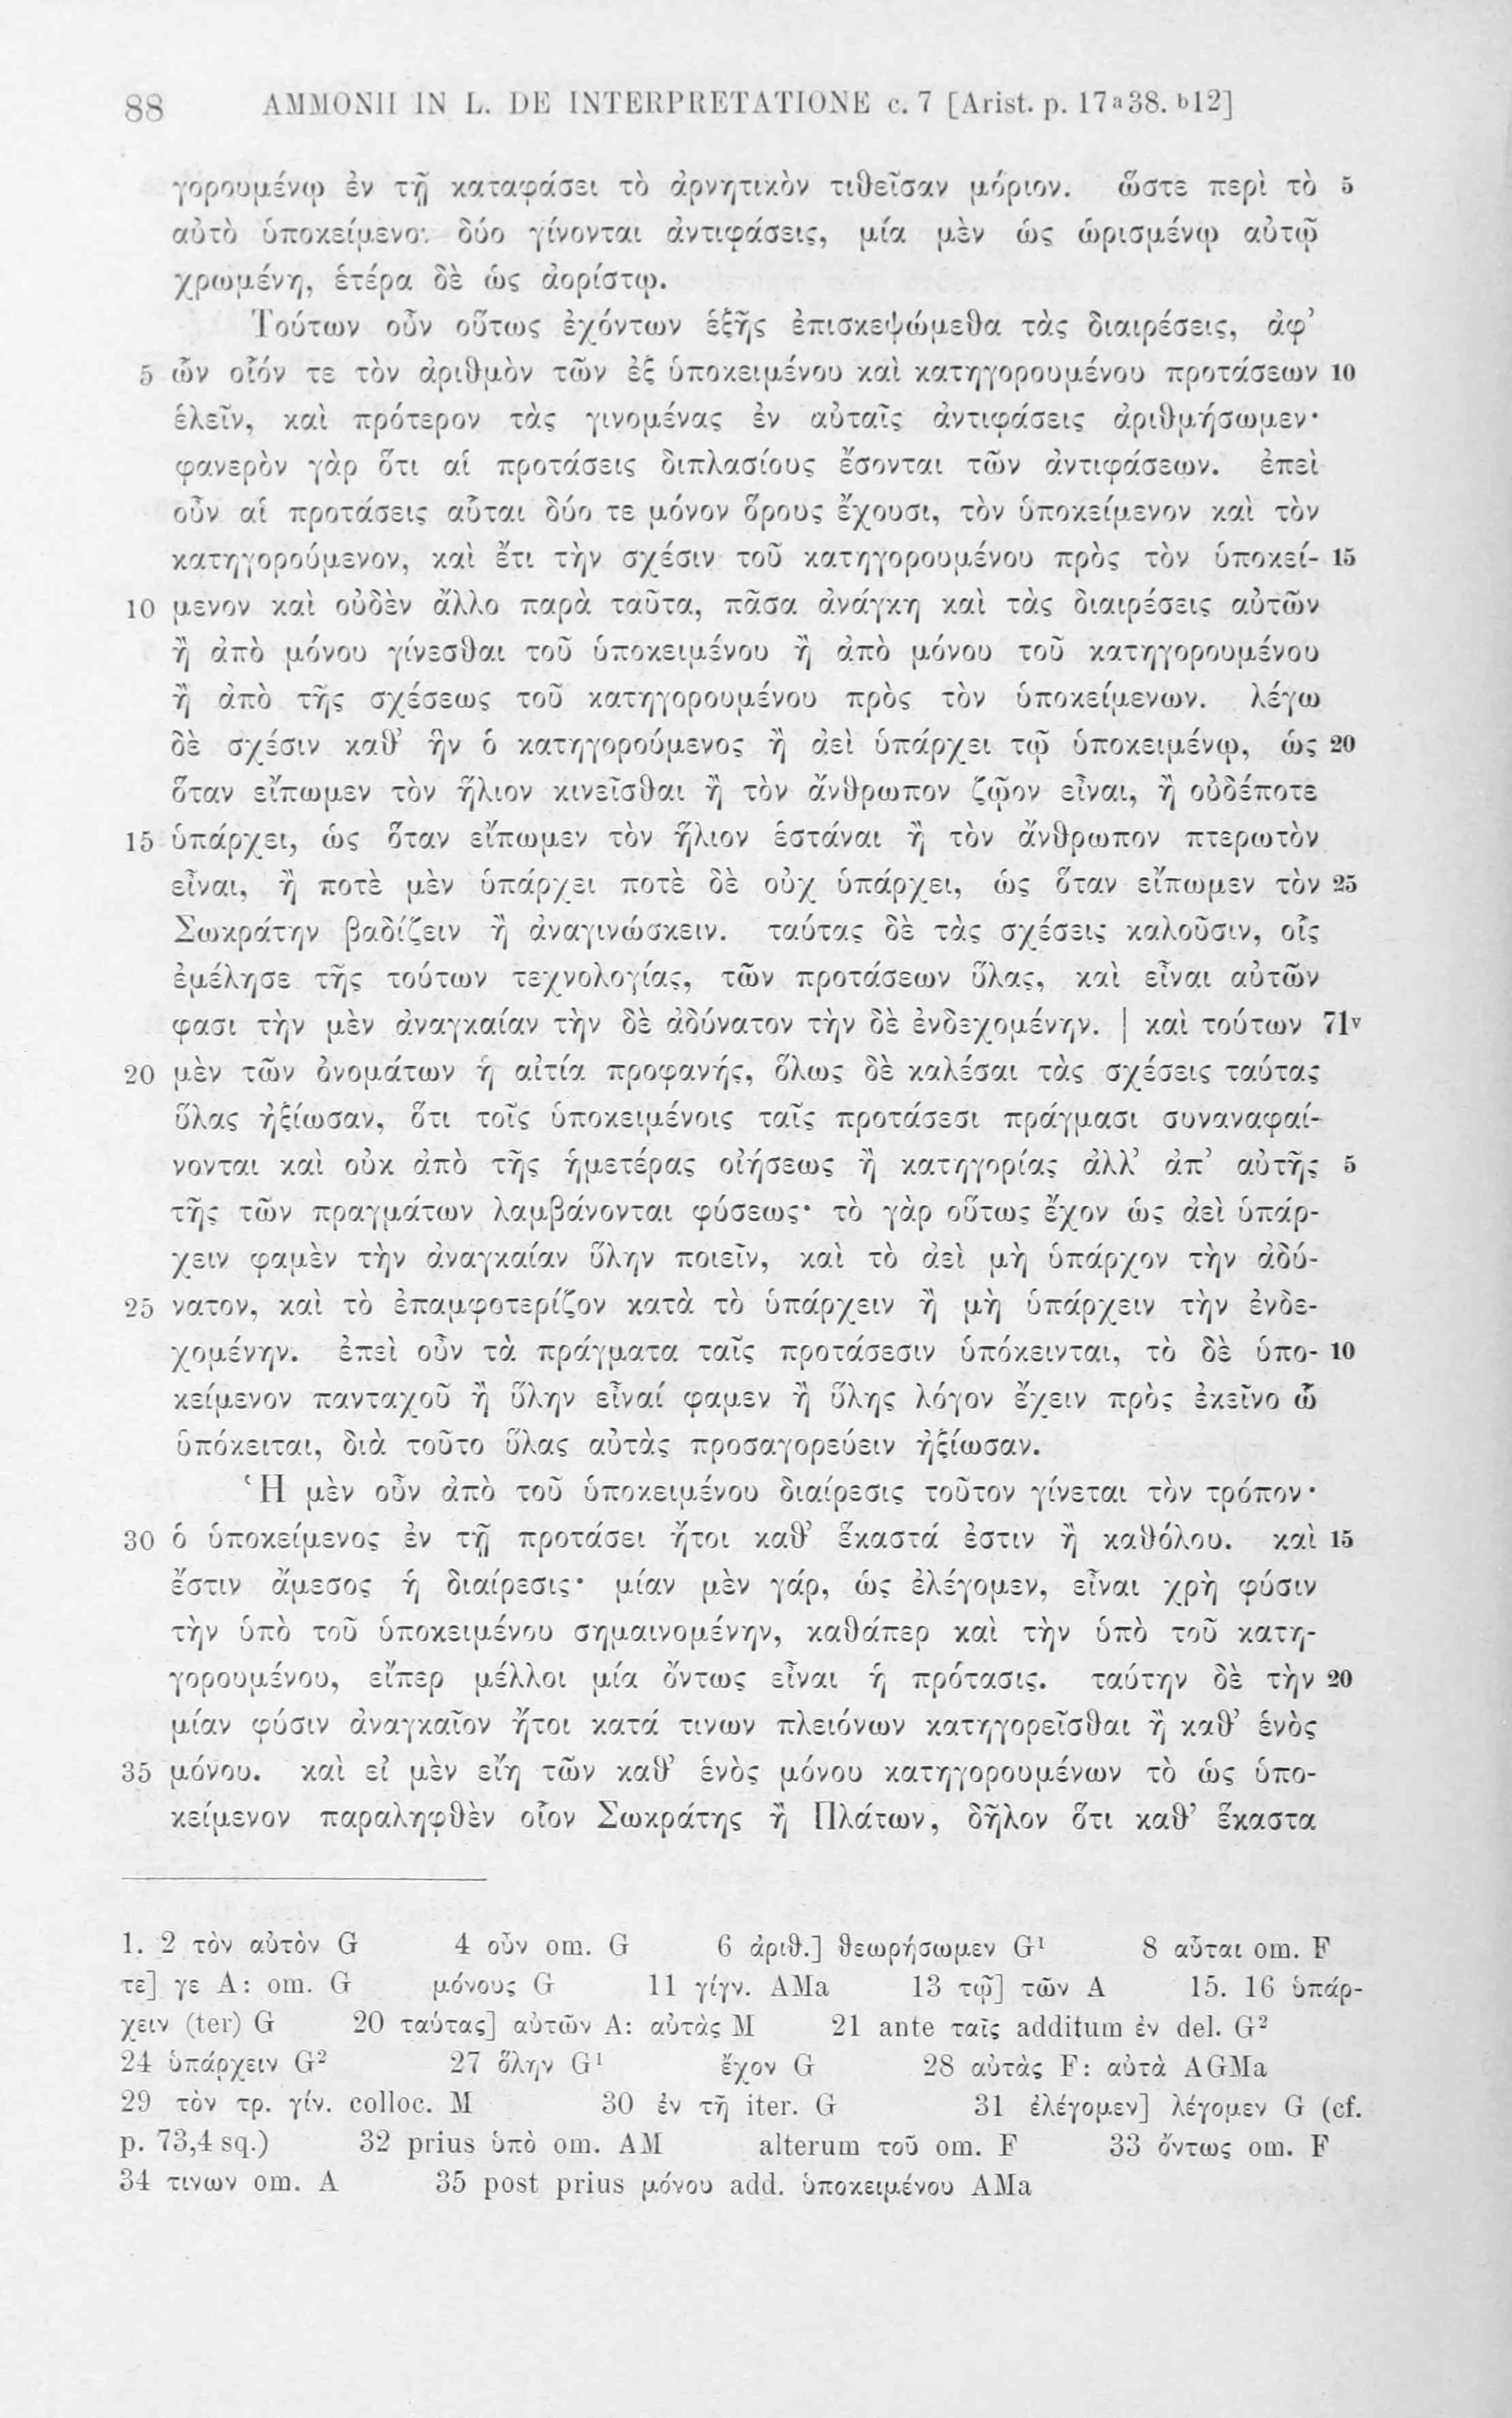 88 AMMONII IN L. DE INTERPRETATIONE c. 7 [Arist. p. 17a38. b12]
γορουμένῳ ἐν τῇ καταφάσει τὸ ἀρνητικὸν τιθεῖσαν μόριον. ὥστε περὶ τὸ 5
αὐτὸ ὑποκείμενον δύο γίνονται ἀντιφάσεις, μία μὲν ὡς ὡρισμένῳ αὐτῷ
χρωμένη, ἑτέρα δὲ ὡς ἀορίστῳ.
Τούτων οὖν οὕτως ἐχόντων ἑξῆς ἐπισκεψώμεθα τὰς διαιρέσεις, ἀφ’
5 ὧν οἷόν τε τὸν ἀριθμὸν τῶν ἐξ ὑποκειμένου καὶ κατηγορουμένου προτάσεων 10
ἑλεῖν, καὶ πρότερον τὰς γινομένας ἐν αὐταῖς ἀντιφάσεις ἀριθμήσωμεν·
φανερὸν γὰρ ὅτι αἱ προτάσεις διπλασίους ἔσονται τῶν ἀντιφάσεων. ἐπεὶ
οὖν αἱ προτάσεις αὗται δύο τε μόνον ὅρους ἔχουσι, τὸν ὑποκείμενον καὶ τὸν
κατηγορούμενον, καὶ ἔτι τὴν σχέσιν τοῦ κατηγορουμένου πρὸς τὸν ὑποκεί- 15
10 μενον καὶ οὐδὲν ἄλλο παρὰ ταῦτα, πᾶσα ἀνάγκη καὶ τὰς διαιρέσεις αὐτῶν
ἢ ἀπὸ μόνου γίνεσθαι τοῦ ὑποκειμένου ἢ ἀπὸ μόνου τοῦ κατηγορουμένου
ἢ ἀπὸ τῆς σχέσεως τοῦ κατηγορουμένου πρὸς τὸν ὑποκείμενων. λέγω
δὲ σχέσιν καθ’ ἣν ὁ κατηγορούμενος ἢ ἀεὶ ὑπάρχει τῷ ὑποκειμένῳ, ὡς 20
ὅταν εἴπωμεν τὸν ἥλιον κινεῖσθαι ἢ τὸν ἄνθρωπον ζῷον εἶναι, ἢ οὐδέποτε
15 ὑπάρχει, ὡς ὅταν εἴπωμεν τὸν ἥλιον ἑστάναι ἢ τὸν ἄνθρωπον πτερωτὸν
εἶναι, ἢ ποτὲ μὲν ὑπάρχει ποτὲ δὲ οὐχ ὑπάρχει, ὡς ὅταν εἴπωμεν τὸν 25
Σωκράτην βαδίζειν ἢ ἀναγινώσκειν. ταύτας δὲ τὰς σχέσεις καλοῦσιν, οἷς
ἐμέλησε τῆς τούτων τεχνολογίας, τῶν προτάσεων ὕλας, καὶ εἶναι αὐτῶν
φασι τὴν μὲν ἀναγκαίαν τὴν δὲ ἀδύνατον τὴν δὲ ἐνδεχομένην. | καὶ τούτων 71v
20 μὲν τῶν ὀνομάτων ἡ αἰτία προφανής, ὅλως δὲ καλέσαι τὰς σχέσεις ταύτας
ὕλας ἠξίωσαν, ὅτι τοῖς ὑποκειμένοις ταῖς προτάσεσι πράγμασι συναναφαί-
νονται καὶ οὐκ ἀπὸ τῆς ἡμετέρας οἰήσεως ἢ κατηγορίας ἀλλ’ ἀπ’ αὐτῆς 5
τῆς τῶν πραγμάτων λαμβάνονται φύσεως· τὸ γὰρ οὕτως ἔχον ὡς ἀεὶ ὑπάρ-
χειν φαμὲν τὴν ἀναγκαίαν ὕλην ποιεῖν, καὶ τὸ ἀεὶ μὴ ὑπάρχον τὴν ἀδύ-
25 νατον, καὶ τὸ ἐπαμφοτερίζον κατὰ τὸ ὑπάρχειν ἢ μὴ ὑπάρχειν τὴν ἐνδε-
χομένην. ἐπεὶ οὖν τὰ πράγματα ταῖς προτάσεσιν ὑπόκεινται, τὸ δὲ ὑπο- 10
κείμενον πανταχοῦ ἢ ὕλην εἶναί φαμεν ἢ ὕλης λόγον ἔχειν πρὸς ἐκεῖνο ᾧ
ὑπόκειται, διὰ τοῦτο ὕλας αὐτὰς προσαγορεύειν ἠξίωσαν.
Ἡ μὲν οὖν ἀπὸ τοῦ ὑποκειμένου διαίρεσις τοῦτον γίνεται τὸν τρόπον·
30 ὁ ὑποκείμενος ἐν τῇ προτάσει ἤτοι καθ’ ἕκαστά ἐστιν ἢ καθόλου. καὶ 15
ἔστιν ἄμεσος ἡ διαίρεσις· μίαν μὲν γάρ, ὡς ἐλέγομεν, εἶναι χρὴ φύσιν
τὴν ὑπὸ τοῦ ὑποκειμένου σημαινομένην, καθάπερ καὶ τὴν ὑπὸ τοῦ κατη-
γορουμένου, εἴπερ μέλλοι μία ὄντως εἶναι ἡ πρότασις. ταύτην δὲ τὴν 20
μίαν φύσιν ἀναγκαῖον ἤτοι κατά τινων πλειόνων κατηγορεῖσθαι ἢ καθ’ ἑνὸς
35 μόνου. καὶ εἰ μὲν εἴη τῶν καθ’ ἑνὸς μόνου κατηγορουμένων τὸ ὡς ὑπο-
κείμενον παραληφθὲν οἷον Σωκράτης ἢ Πλάτων, δῆλον ὅτι καθ’ ἕκαστα
1. 2 τὸν αὐτὸν G 4 οὖν om. G 6 ἀριθ.] θεωρήσωμεν G¹ 8 αὗται om. F
τε] γε A: om. G μόνους G 11 γίγν. AMa 13 τῷ] τῶν A 15. 16 ὑπάρ-
χειν (ter) G 20 ταύτας] αὐτῶν A: αὐτὰς M 21 ante ταῖς additum ἐν del. G²
24 ὑπάρχειν G² 27 ὅλην G¹ ἔχον G 28 αὐτὰς F: αὐτὰ AGMa
29 τὸν τρ. γίν. colloc. M 30 ἐν τῇ iter. G 31 ἐλέγομεν] λέγομεν G (cf.
p. 73,4 sq.) 32 prius ὑπὸ om. AM alterum τοῦ om. F 33 ὄντως om. F
34 τινων om. A 35 post prius μόνου add. ὑποκειμένου AMa